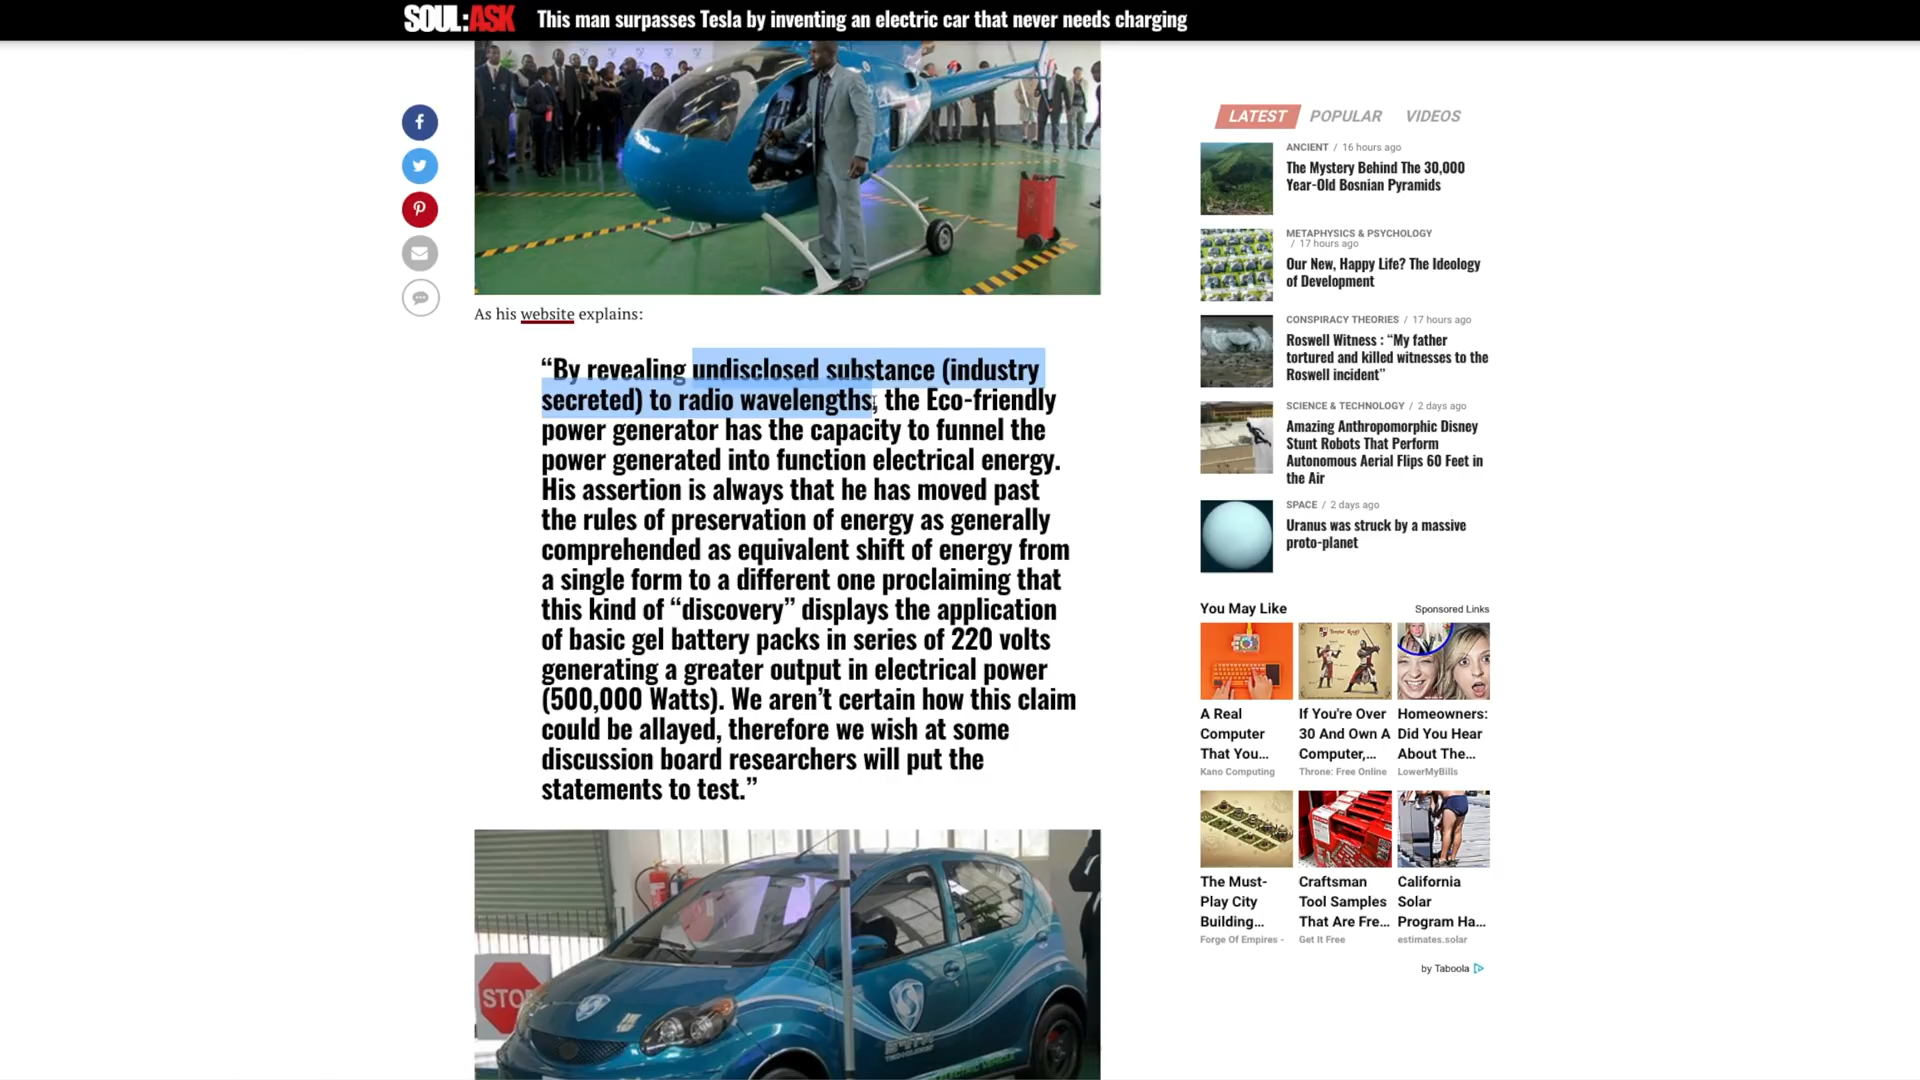 SOUL:ASK
This man surpasses Tesla by inventing an electric car that never needs charging
As his website explains:
“By revealing undisclosed substance (industry
secreted) to radio wavelengths, the Eco-friendly
power generator has the capacity to funnel the
power generated into function electrical energy.
His assertion is always that he has moved past
the rules of preservation of energy as generally
comprehended as equivalent shift of energy from
a single form to a different one proclaiming that
this kind of “discovery” displays the application
of basic gel battery packs in series of 220 volts
generating a greater output in electrical power
(500,000 Watts). We aren’t certain how this claim
could be allayed, therefore we wish at some
discussion board researchers will put the
statements to test.”
STOP
LATEST POPULAR VIDEOS
ANCIENT / 16 hours ago
The Mystery Behind The 30,000
Year-Old Bosnian Pyramids
METAPHYSICS & PSYCHOLOGY
/ 17 hours ago
Our New, Happy Life? The Ideology
of Development
CONSPIRACY THEORIES / 17 hours ago
Roswell Witness : “My father
tortured and killed witnesses to the
Roswell incident”
SCIENCE & TECHNOLOGY / 2 days ago
Amazing Anthropomorphic Disney
Stunt Robots That Perform
Autonomous Aerial Flips 60 Feet in
the Air
SPACE / 2 days ago
Uranus was struck by a massive
proto-planet
You May Like
Sponsored Links
A Real
Computer
That You...
Kano Computing
If You're Over
30 And Own A
Computer,...
Throne: Free Online
Homeowners:
Did You Hear
About The...
LowerMyBills
The Must-
Play City
Building...
Forge Of Empires -
Craftsman
Tool Samples
That Are Fre...
Get It Free
California
Solar
Program Ha...
estimates.solar
by Taboola